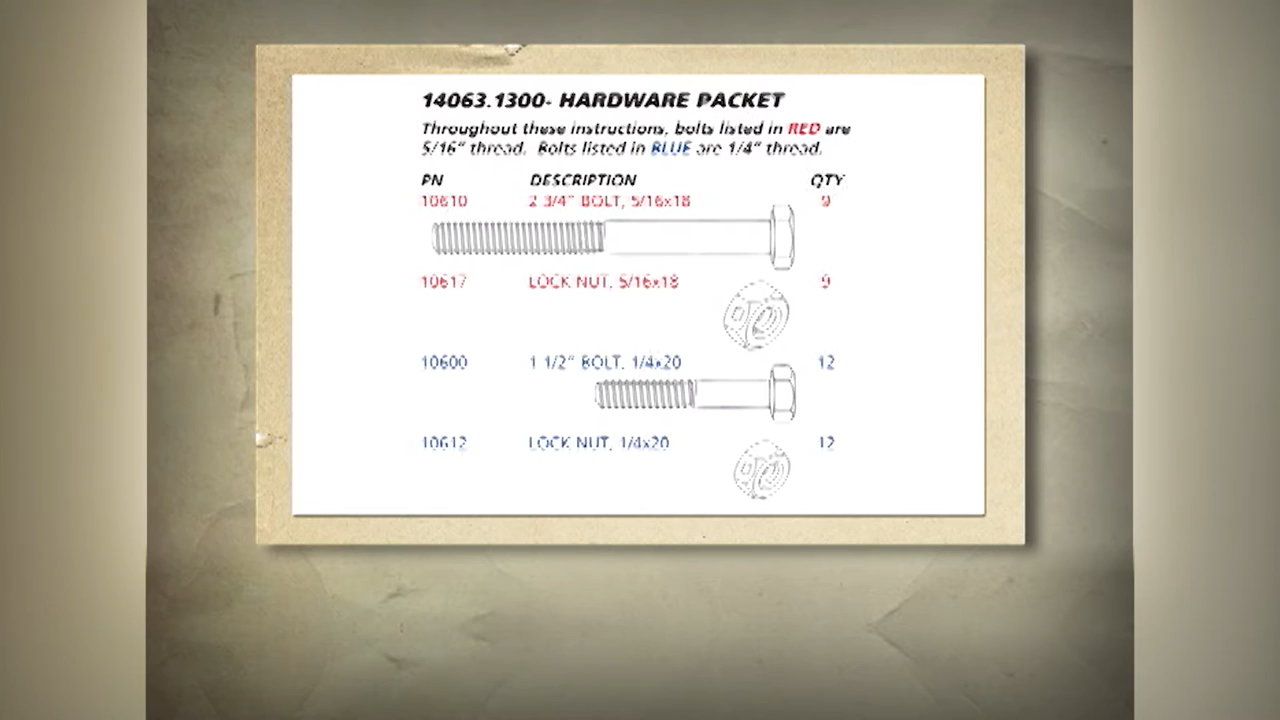 14063.1300- HARDWARE PACKET
Throughout these instructions, bolts listed in RED are
5/16" thread. Bolts listed in BLUE are 1/4" thread.
PN DESCRIPTION QTY
10610 2 3/4" BOLT, 5/16x18 9
10617 LOCK NUT, 5/16x18 9
10600 1 1/2" BOLT, 1/4x20 12
10612 LOCK NUT, 1/4x20 12